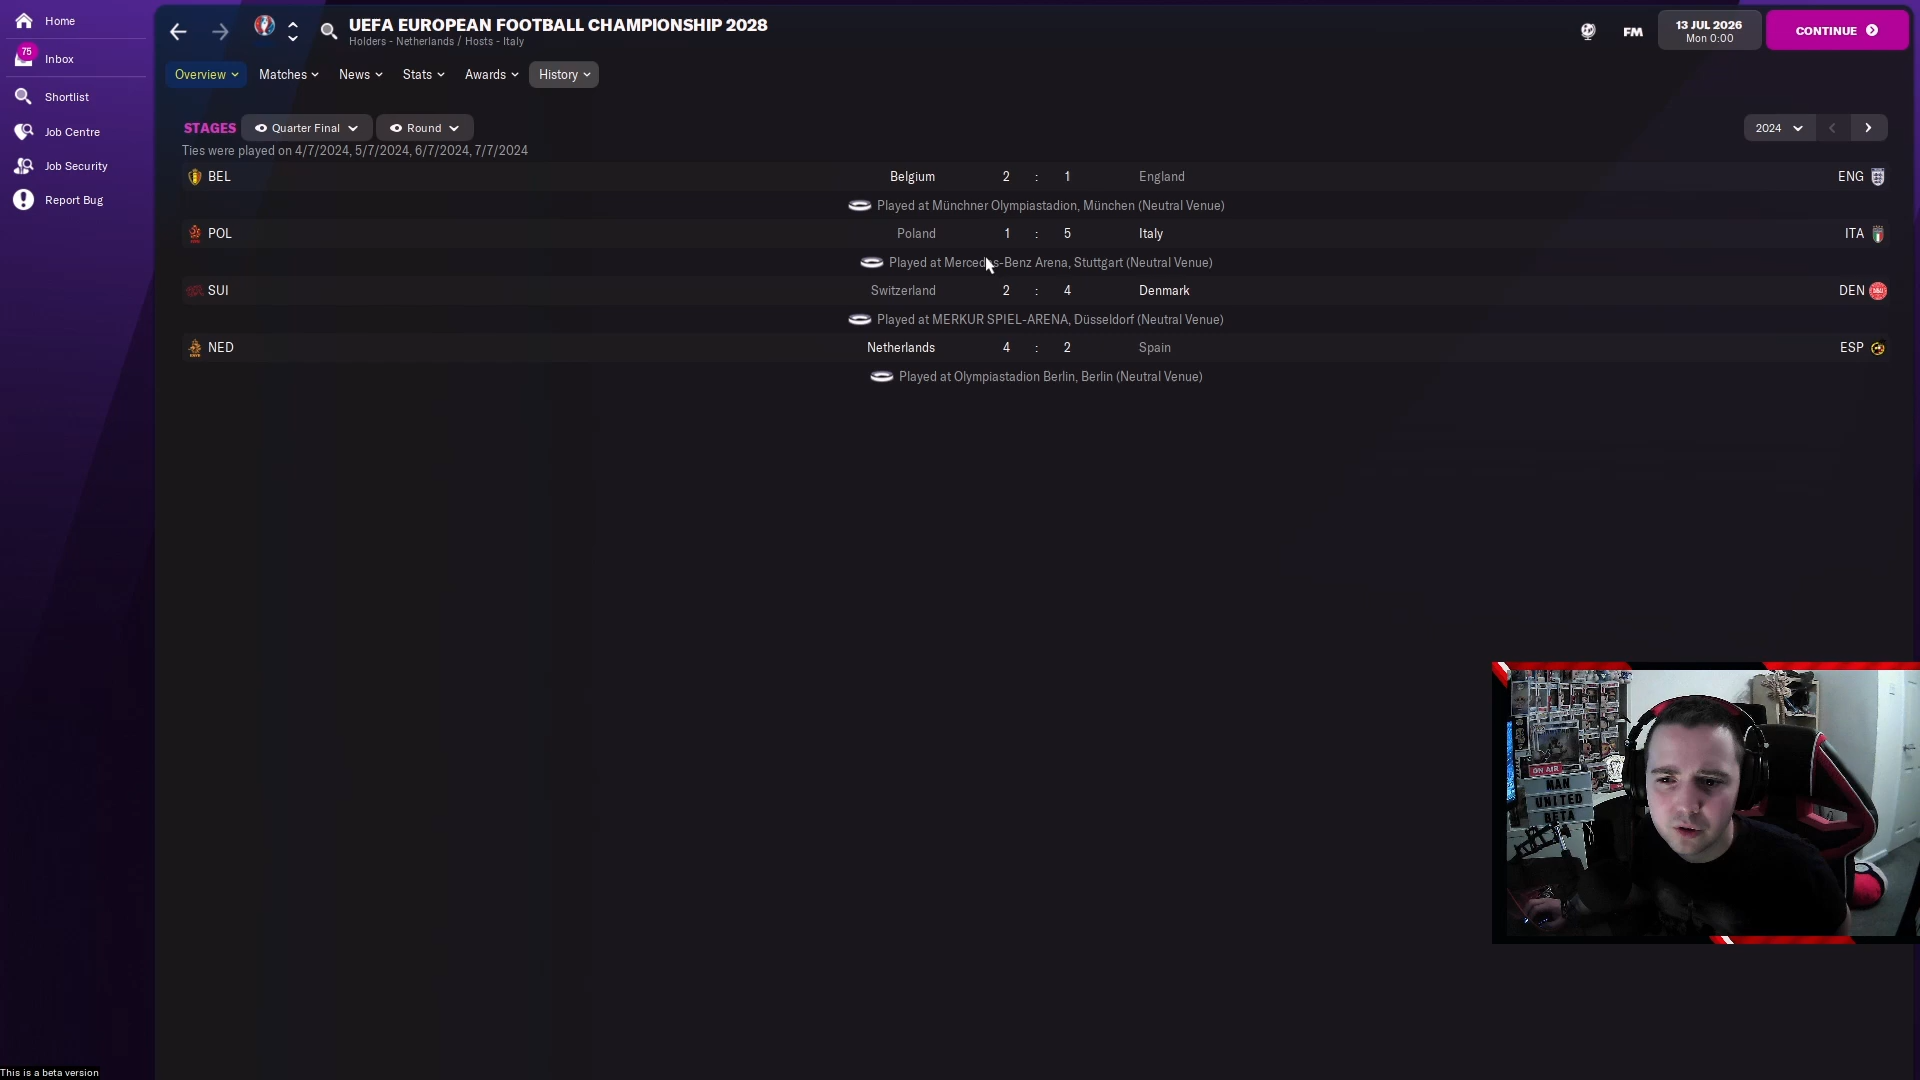 Home
75
Inbox
Shortlist
Job Centre
Job Security
Report Bug
UEFA EUROPEAN FOOTBALL CHAMPIONSHIP 2028
Holders - Netherlands / Hosts - Italy
FM
13 JUL 2026
Mon 0:00
CONTINUE
Overview
Matches
News
Stats
Awards
History
STAGES
Quarter Final
Round
2024
Ties were played on 4/7/2024, 5/7/2024, 6/7/2024, 7/7/2024
BEL Belgium 2 : 1 England ENG
Played at Münchner Olympiastadion, München (Neutral Venue)
POL Poland 1 : 5 Italy ITA
Played at Mercedes-Benz Arena, Stuttgart (Neutral Venue)
SUI Switzerland 2 : 4 Denmark DEN
Played at MERKUR SPIEL-ARENA, Düsseldorf (Neutral Venue)
NED Netherlands 4 : 2 Spain ESP
Played at Olympiastadion Berlin, Berlin (Neutral Venue)
ON AIR
MAN
UNITED
BETA
This is a beta version